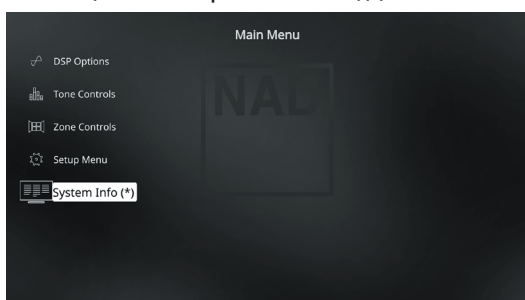 Main Menu
DSP Options
Tone Controls
Zone Controls
Setup Menu
System Info (*)
NAD